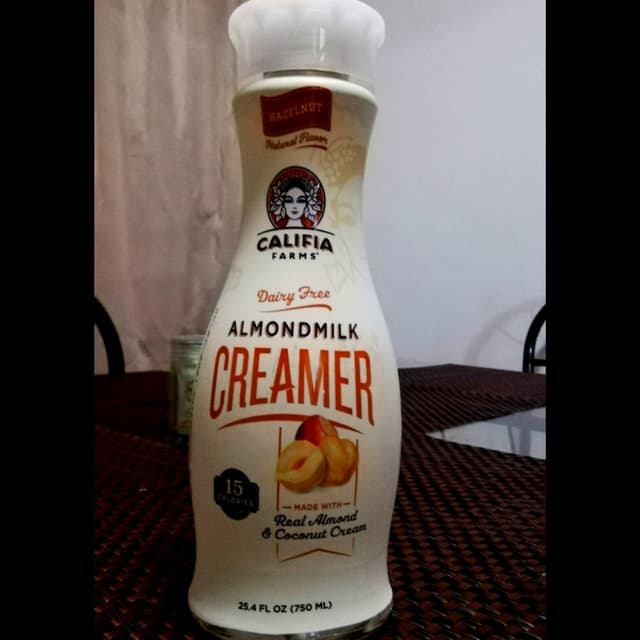 HAZELNUT
Natural Flavor
CALIFIA
FARMS
Dairy Free
ALMONDMILK
CREAMER
15
CALORIES
MADE WITH
Real Almond
& Coconut Cream
25.4 FL OZ (750 ML)